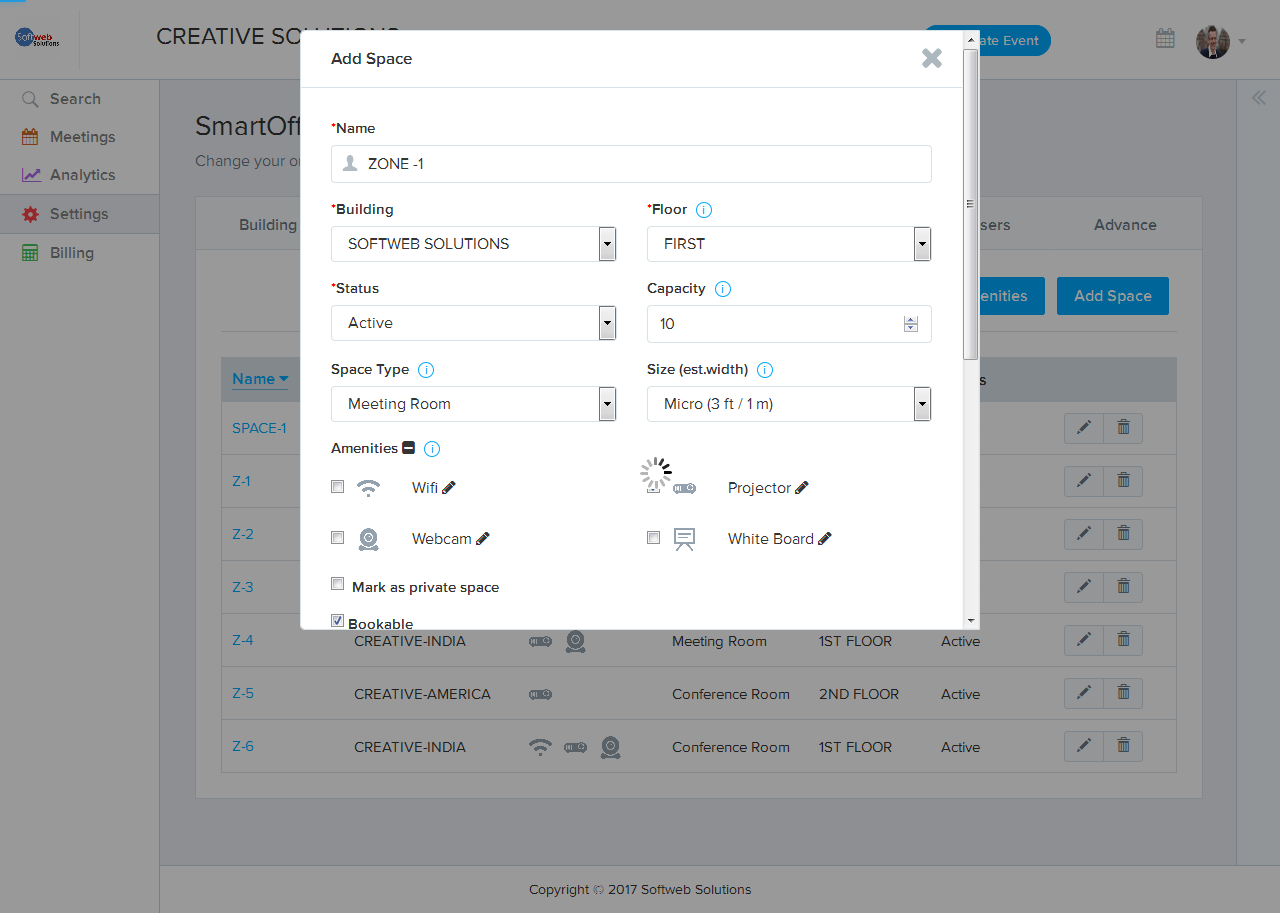 Softweb
Solutions
CREATIVE SOLUTIONS
ate Event
Search
Meetings
Analytics
Settings
Billing
SmartOff
Change your o
Building
sers
Advance
enities
Add Space
Add Space
*Name
ZONE -1
*Building
*Floor
SOFTWEB SOLUTIONS
FIRST
*Status
Capacity
Active
10
Space Type
Size (est.width)
Meeting Room
Micro (3 ft / 1 m)
Amenities
Wifi
Projector
Webcam
White Board
Mark as private space
Bookable
Name
s
SPACE-1
Z-1
Z-2
Z-3
Z-4 CREATIVE-INDIA Meeting Room 1ST FLOOR Active
Z-5 CREATIVE-AMERICA Conference Room 2ND FLOOR Active
Z-6 CREATIVE-INDIA Conference Room 1ST FLOOR Active
Copyright © 2017 Softweb Solutions